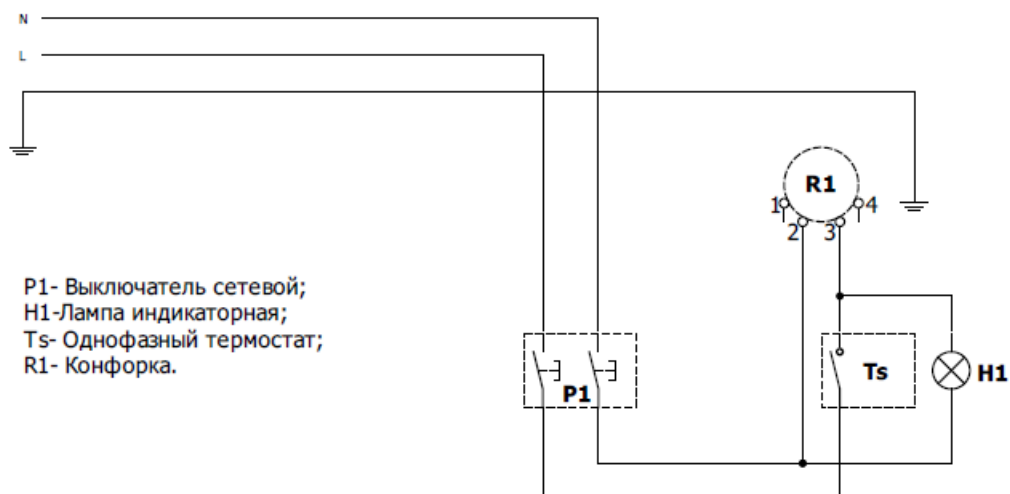 N
L
R1
1
4
2
3
P1- Выключатель сетевой;
H1-Лампа индикаторная;
Ts- Однофазный термостат;
R1- Конфорка.
P1
Ts
H1